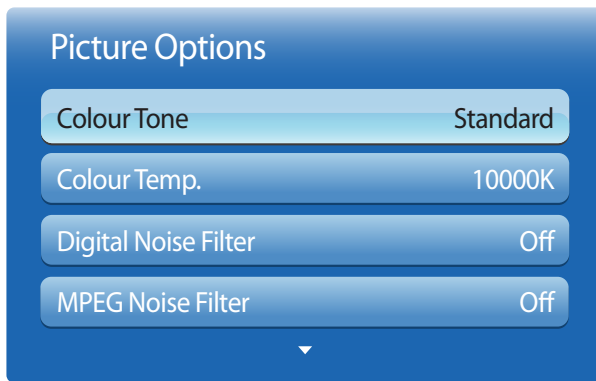 Picture Options
Colour Tone Standard
Colour Temp. 10000K
Digital Noise Filter Off
MPEG Noise Filter Off